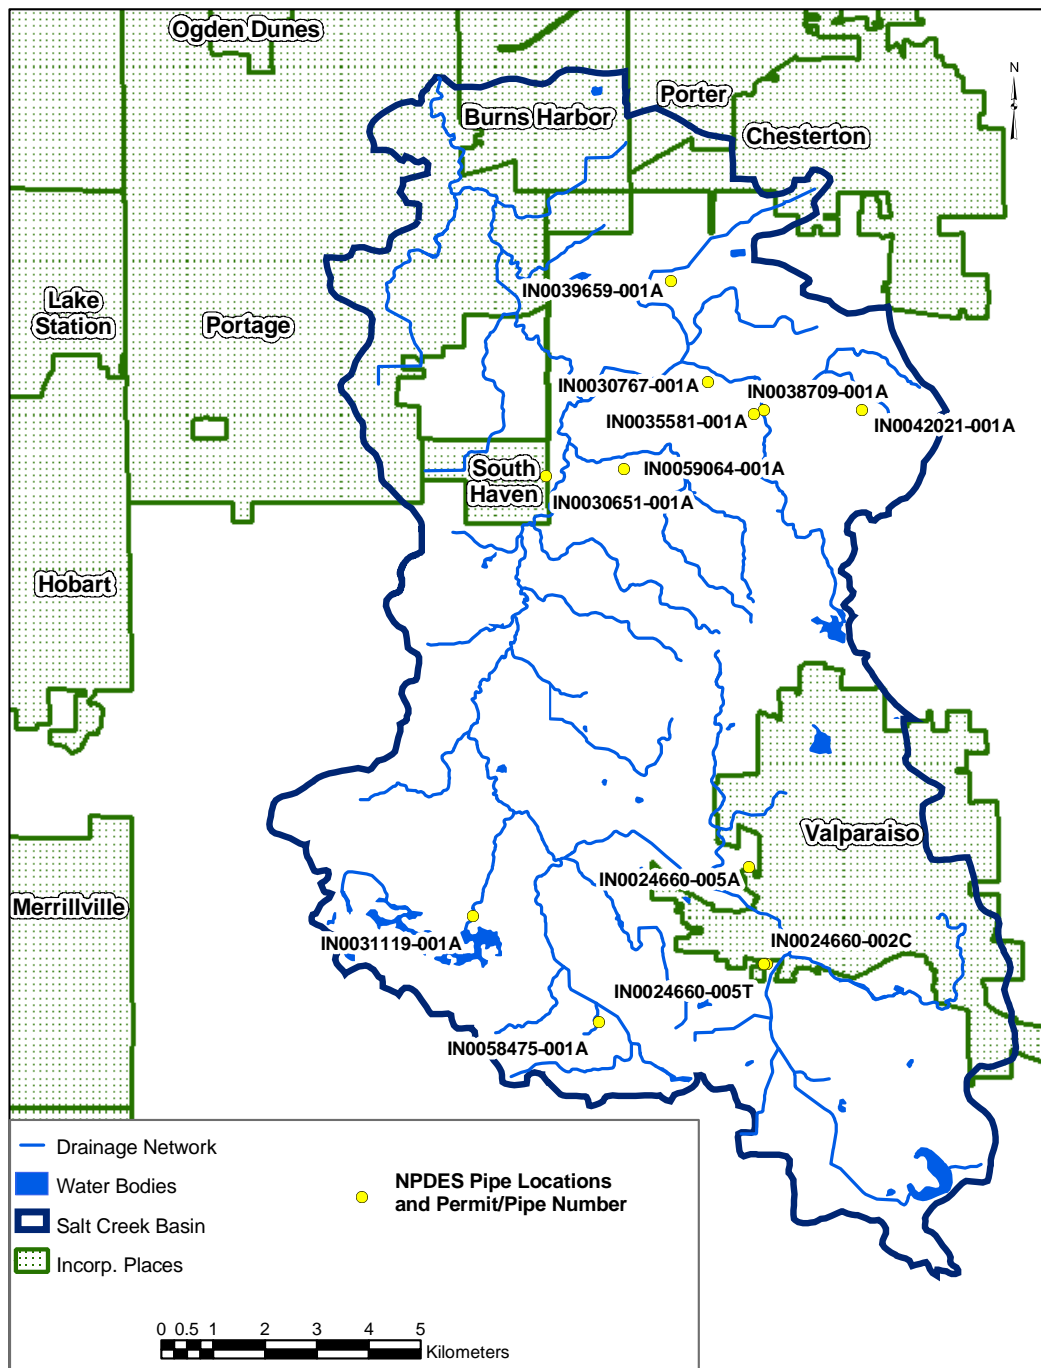 Ogden Dunes
N
Porter
Burns Harbor
Chesterton
IN0039659-001A
Lake
Station
Portage
IN0030767-001A
IN0038709-001A
IN0035581-001A
IN0042021-001A
South
Haven
IN0059064-001A
IN0030651-001A
Hobart
Valparaiso
IN0024660-005A
Merrillville
IN0031119-001A
IN0024660-002C
IN0024660-005T
IN0058475-001A
Drainage Network
Water Bodies
Salt Creek Basin
Incorp. Places
NPDES Pipe Locations
and Permit/Pipe Number
0 0.5 1 2 3 4 5
Kilometers